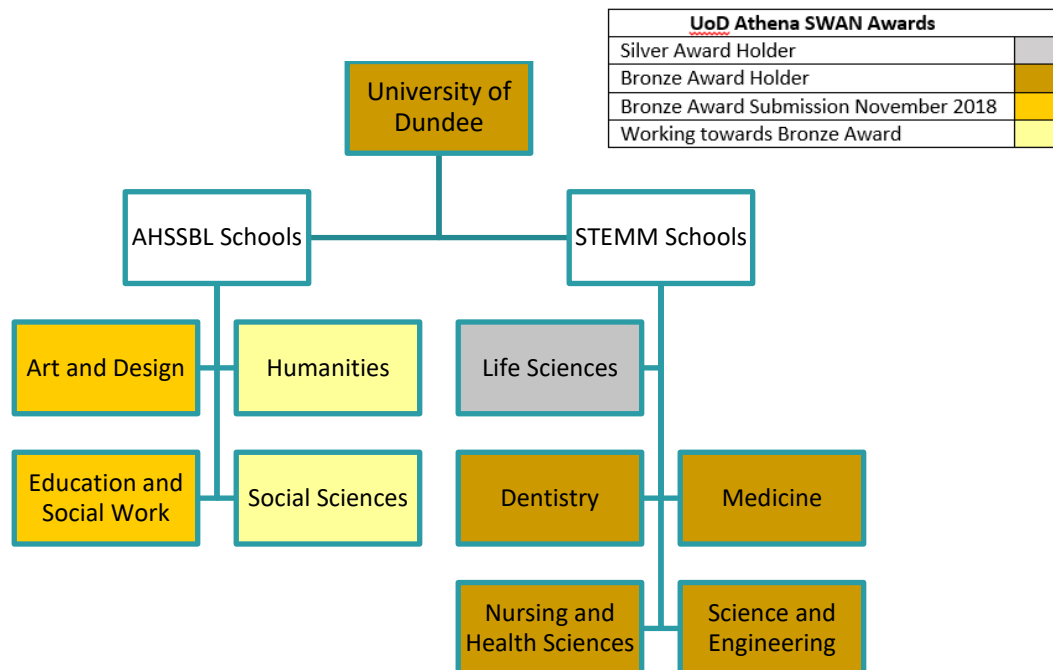 UoD Athena SWAN Awards
Silver Award Holder
Bronze Award Holder
Bronze Award Submission November 2018
Working towards Bronze Award
University of
Dundee
AHSSBL Schools
STEMM Schools
Art and Design
Humanities
Life Sciences
Education and
Social Work
Social Sciences
Dentistry
Medicine
Nursing and
Health Sciences
Science and
Engineering